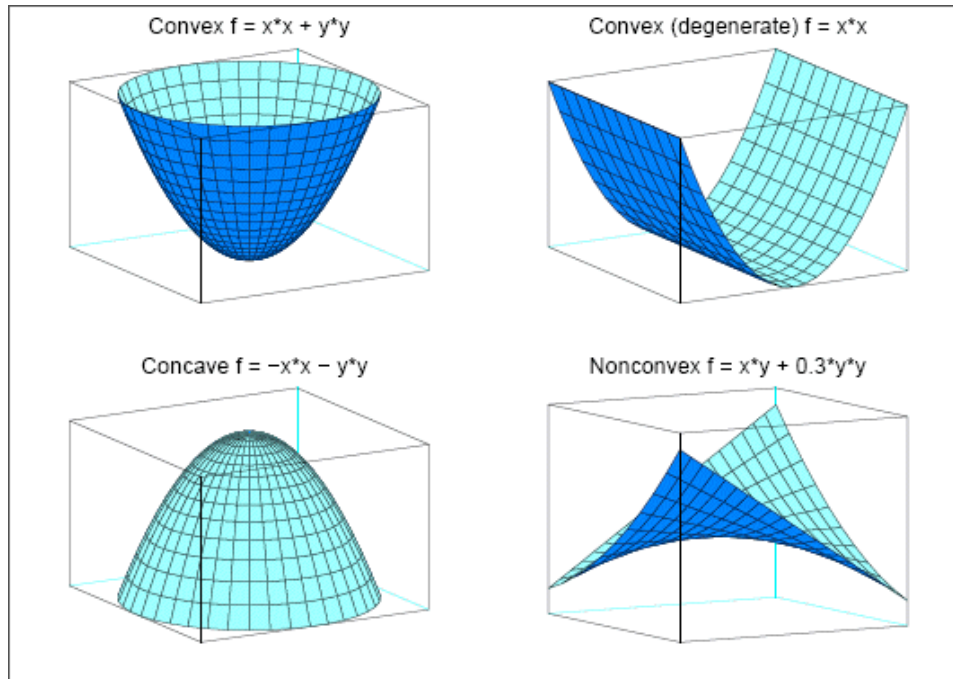 Convex f = x*x + y*y
Convex (degenerate) f = x*x
Concave f = −x*x − y*y
Nonconvex f = x*y + 0.3*y*y